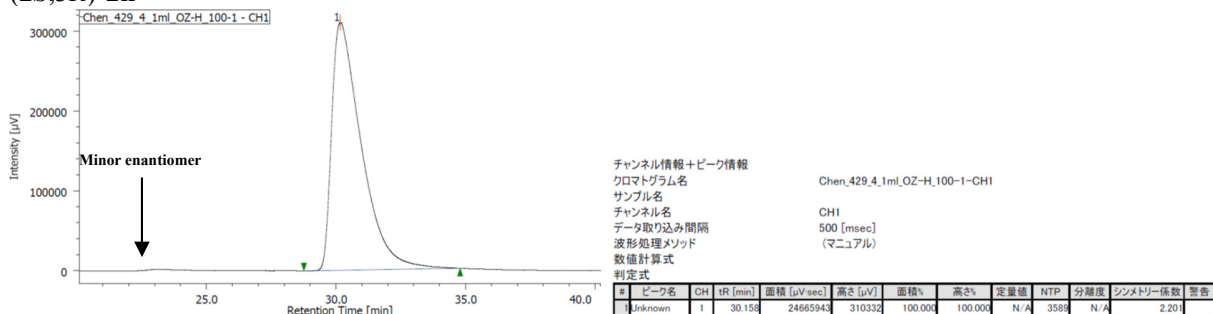 Chen_429_4_1ml_OZ-H_100-1 - CH1
1
300000
200000
100000
0
Intensity [µV]
Minor enantiomer
25.0 30.0 35.0 40.0
Retention Time [min]
チャンネル情報+ピーク情報
クロマトグラム名 Chen_429_4_1ml_OZ-H_100-1-CH1
サンプル名
チャンネル名 CH1
データ取り込み間隔 500 [msec]
波形処理メソッド (マニュアル)
数値計算式
判定式
# ピーク名 CH tR [min] 面積 [µV·sec] 高さ [µV] 面積% 高さ% 定量値 NTP 分離度 シンメトリー係数 警告
1 Unknown 1 30.158 24665943 310332 100.000 100.000 N/A 3589 N/A 2.201